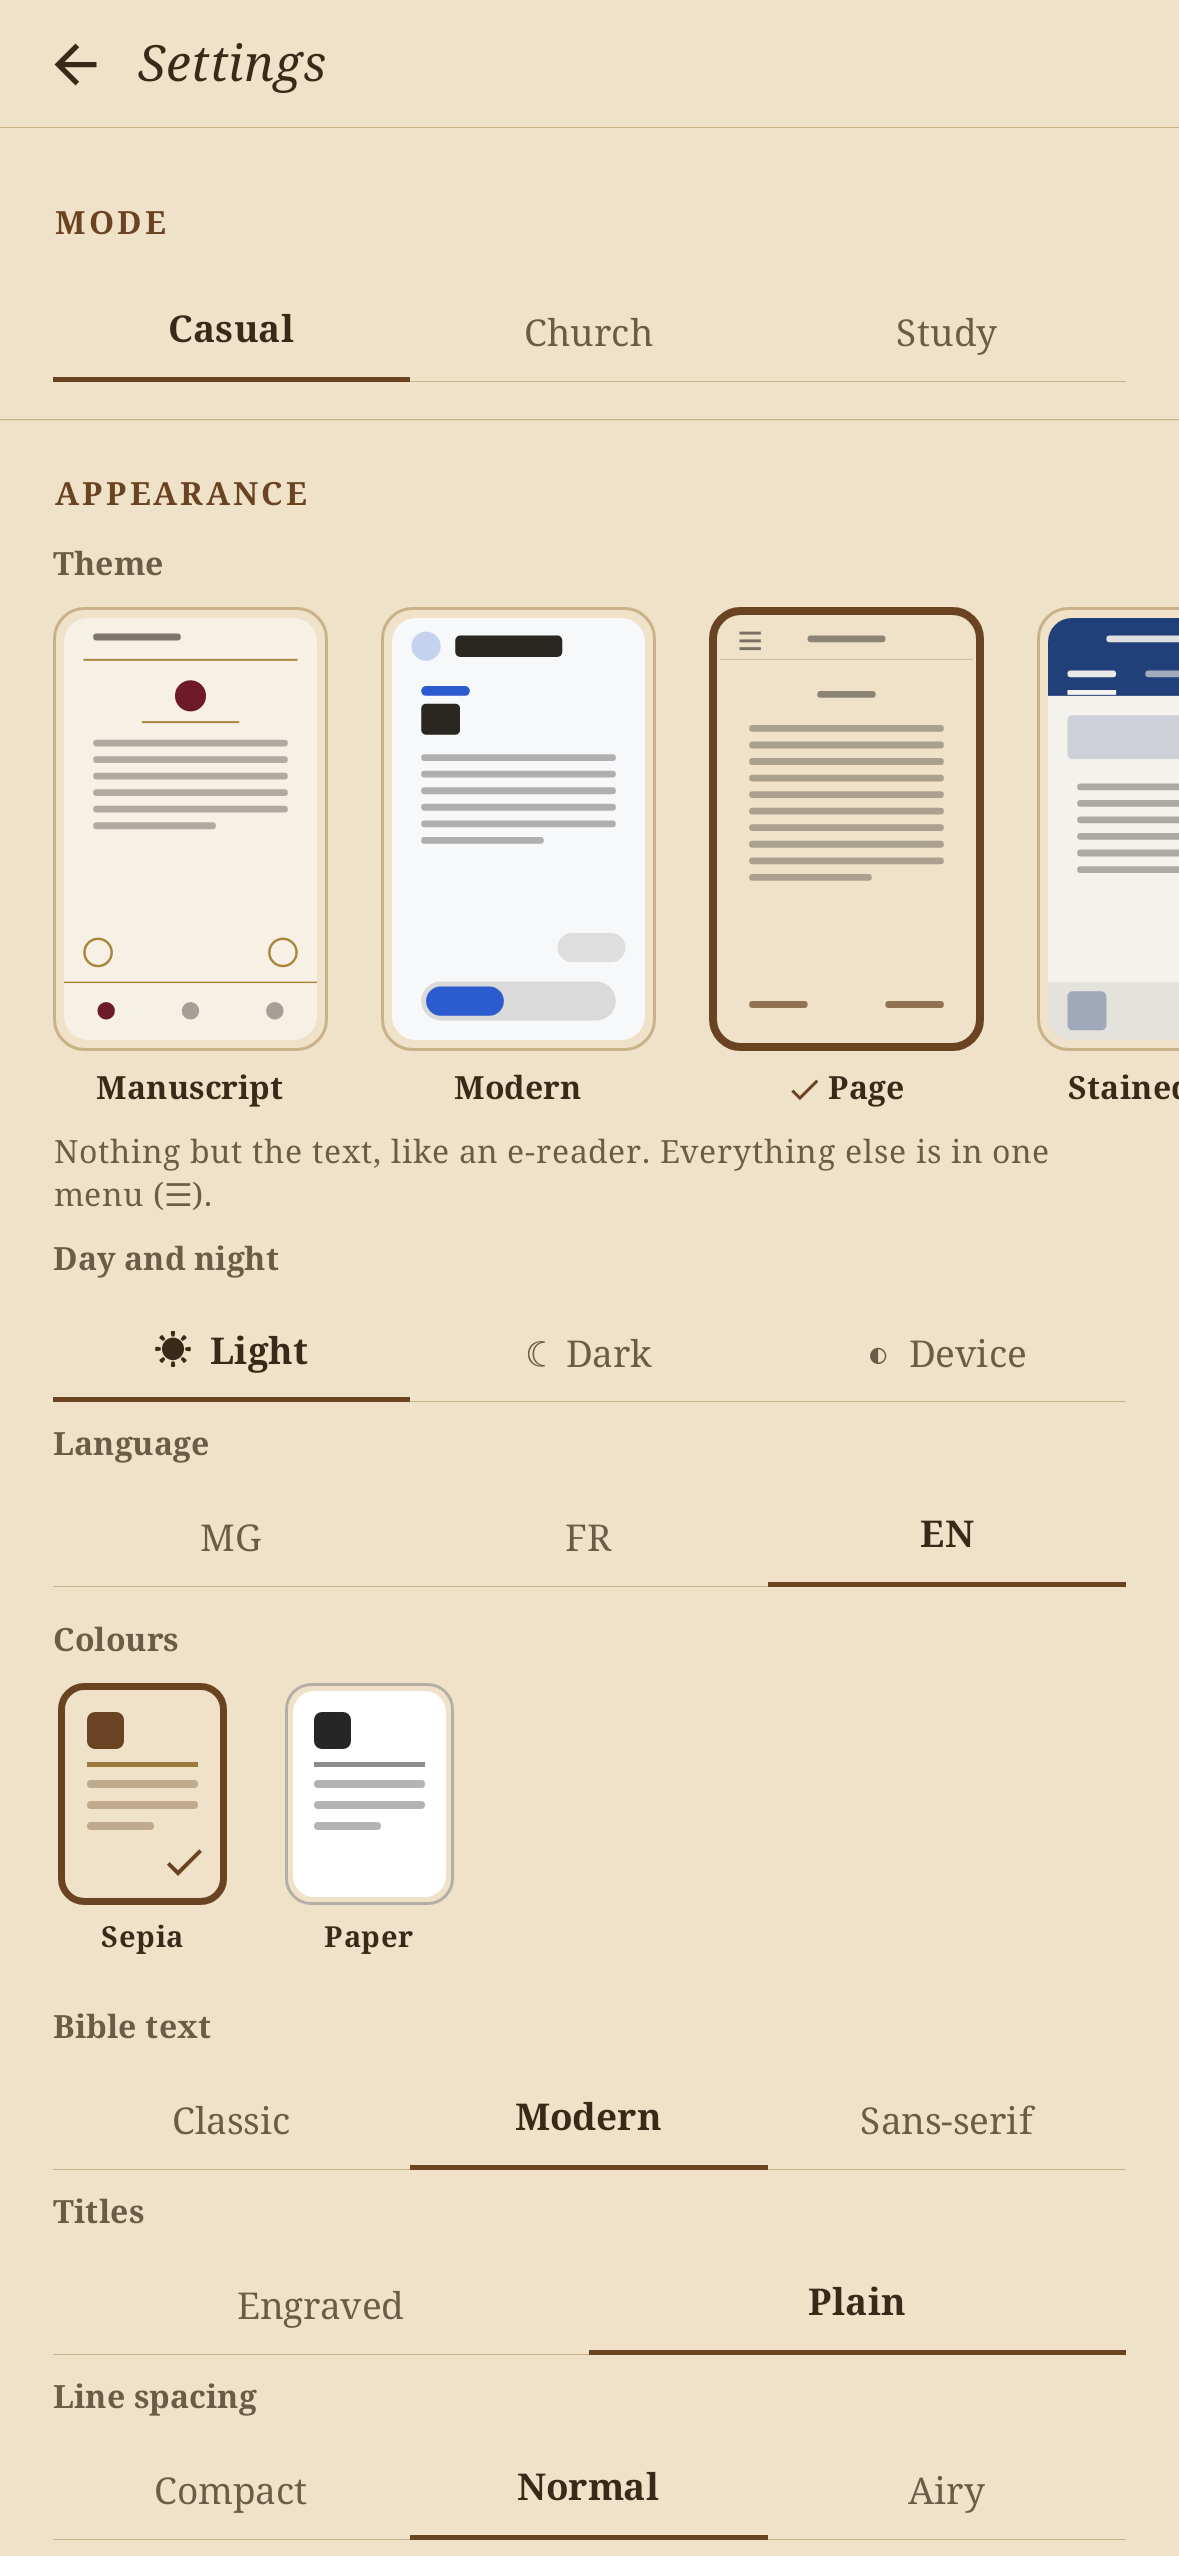 Settings
MODE
Casual Church Study
APPEARANCE
Theme
Manuscript Modern ✓ Page Stained
Nothing but the text, like an e-reader. Everything else is in one
menu (☰).
Day and night
☀ Light ☾ Dark ◐ Device
Language
MG FR EN
Colours
Sepia Paper
Bible text
Classic Modern Sans-serif
Titles
Engraved Plain
Line spacing
Compact Normal Airy